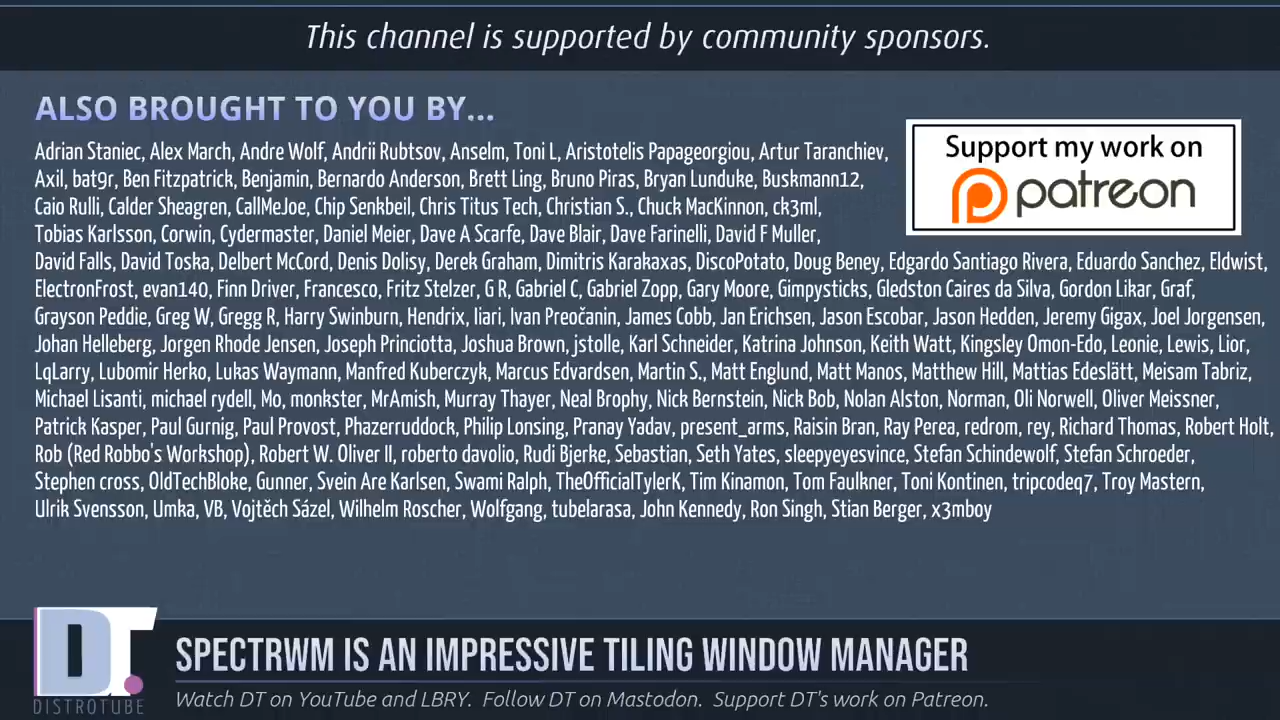 This channel is supported by community sponsors.
ALSO BROUGHT TO YOU BY...
Adrian Staniec, Alex March, Andre Wolf, Andrii Rubtsov, Anselm, Toni L, Aristotelis Papageorgiou, Artur Taranchiev,
Axil, bat9r, Ben Fitzpatrick, Benjamin, Bernardo Anderson, Brett Ling, Bruno Piras, Bryan Lunduke, Buskmann12,
Caio Rulli, Calder Sheagren, CallMeJoe, Chip Senkbeil, Chris Titus Tech, Christian S., Chuck MacKinnon, ck3ml,
Tobias Karlsson, Corwin, Cydermaster, Daniel Meier, Dave A Scarfe, Dave Blair, Dave Farinelli, David F Muller,
Support my work on
patreon
David Falls, David Toska, Delbert McCord, Denis Dolisy, Derek Graham, Dimitris Karakaxas, DiscoPotato, Doug Beney, Edgardo Santiago Rivera, Eduardo Sanchez, Eldwist,
ElectronFrost, evan140, Finn Driver, Francesco, Fritz Stelzer, G R, Gabriel C, Gabriel Zopp, Gary Moore, Gimpysticks, Gledston Caires da Silva, Gordon Likar, Graf,
Grayson Peddie, Greg W, Gregg R, Harry Swinburn, Hendrix, Iiari, Ivan Preočanin, James Cobb, Jan Erichsen, Jason Escobar, Jason Hedden, Jeremy Gigax, Joel Jorgensen,
Johan Helleberg, Jorgen Rhode Jensen, Joseph Princiotta, Joshua Brown, jstolle, Karl Schneider, Katrina Johnson, Keith Watt, Kingsley Omon-Edo, Leonie, Lewis, Lior,
LqLarry, Lubomir Herko, Lukas Waymann, Manfred Kuberczyk, Marcus Edvardsen, Martin S., Matt Englund, Matt Manos, Matthew Hill, Mattias Edeslätt, Meisam Tabriz,
Michael Lisanti, michael rydell, Mo, monkster, MrAmish, Murray Thayer, Neal Brophy, Nick Bernstein, Nick Bob, Nolan Alston, Norman, Oli Norwell, Oliver Meissner,
Patrick Kasper, Paul Gurnig, Paul Provost, Phazerruddock, Philip Lonsing, Pranay Yadav, present_arms, Raisin Bran, Ray Perea, redrom, rey, Richard Thomas, Robert Holt,
Rob (Red Robbo's Workshop), Robert W. Oliver II, roberto davolio, Rudi Bjerke, Sebastian, Seth Yates, sleepyeyesvince, Stefan Schindewolf, Stefan Schroeder,
Stephen cross, OldTechBloke, Gunner, Svein Are Karlsen, Swami Ralph, TheOfficialTylerK, Tim Kinamon, Tom Faulkner, Toni Kontinen, tripcodeq7, Troy Mastern,
Ulrik Svensson, Umka, VB, Vojtěch Sázel, Wilhelm Roscher, Wolfgang, tubelarasa, John Kennedy, Ron Singh, Stian Berger, x3mboy
DT
DISTROTUBE
SPECTRWM IS AN IMPRESSIVE TILING WINDOW MANAGER
Watch DT on YouTube and LBRY. Follow DT on Mastodon. Support DT's work on Patreon.